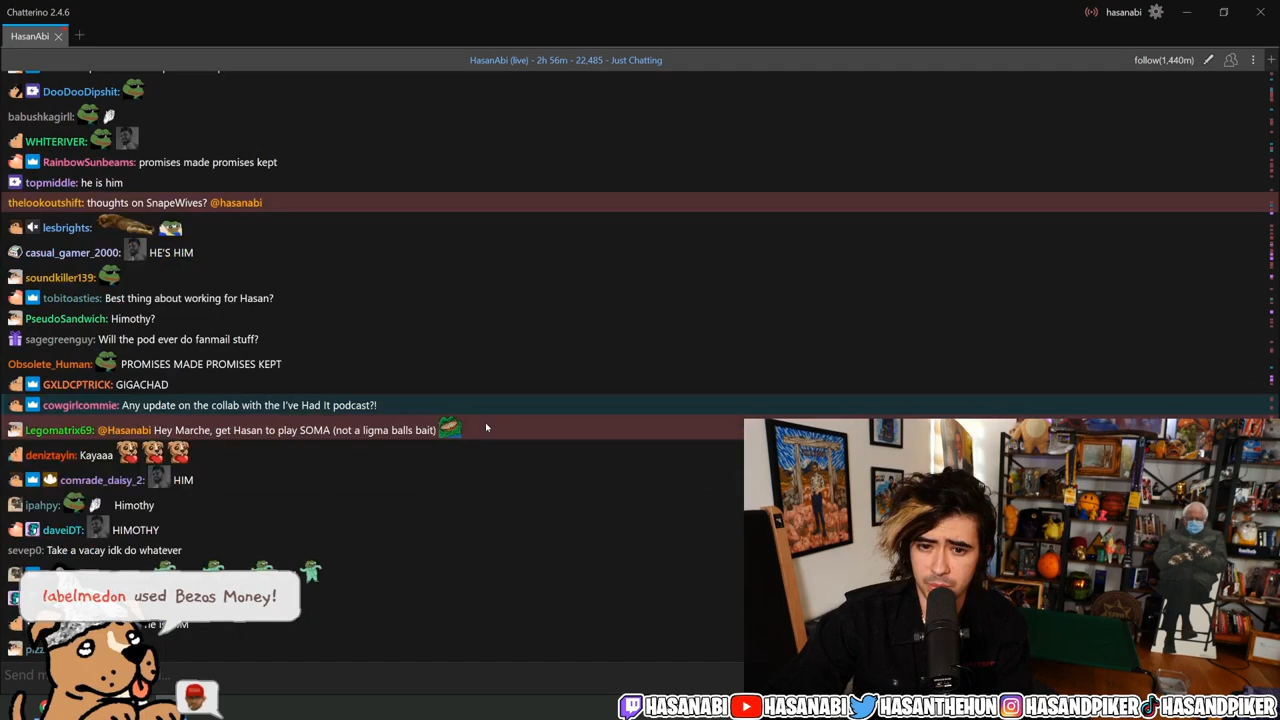 Chatterino 2.4.6
hasanabi
HasanAbi
HasanAbi (live) - 2h 56m - 22,485 - Just Chatting
follow(1,440m)
DooDooDipshit:
babushkagirll:
WHITERIVER:
RainbowSunbeams: promises made promises kept
topmiddle: he is him
thelookoutshift: thoughts on SnapeWives? @hasanabi
lesbrights:
casual_gamer_2000: HE'S HIM
soundkiller139:
tobitoasties: Best thing about working for Hasan?
PseudoSandwich: Himothy?
sagegreenguy: Will the pod ever do fanmail stuff?
Obsolete_Human: PROMISES MADE PROMISES KEPT
GXLDCPTRICK: GIGACHAD
cowgirlcommie: Any update on the collab with the I've Had It podcast?!
Legomatrix69: @Hasanabi Hey Marche, get Hasan to play SOMA (not a ligma balls bait)
deniztayin: Kayaaa
comrade_daisy_2: HIM
ipahpy: Himothy
daveiDT: HIMOTHY
sevep0: Take a vacay idk do whatever
labelmedon used Bezos Money!
Send
HASANABI HASANABI HASANTHEHUN HASANDPIKER HASANDPIKER